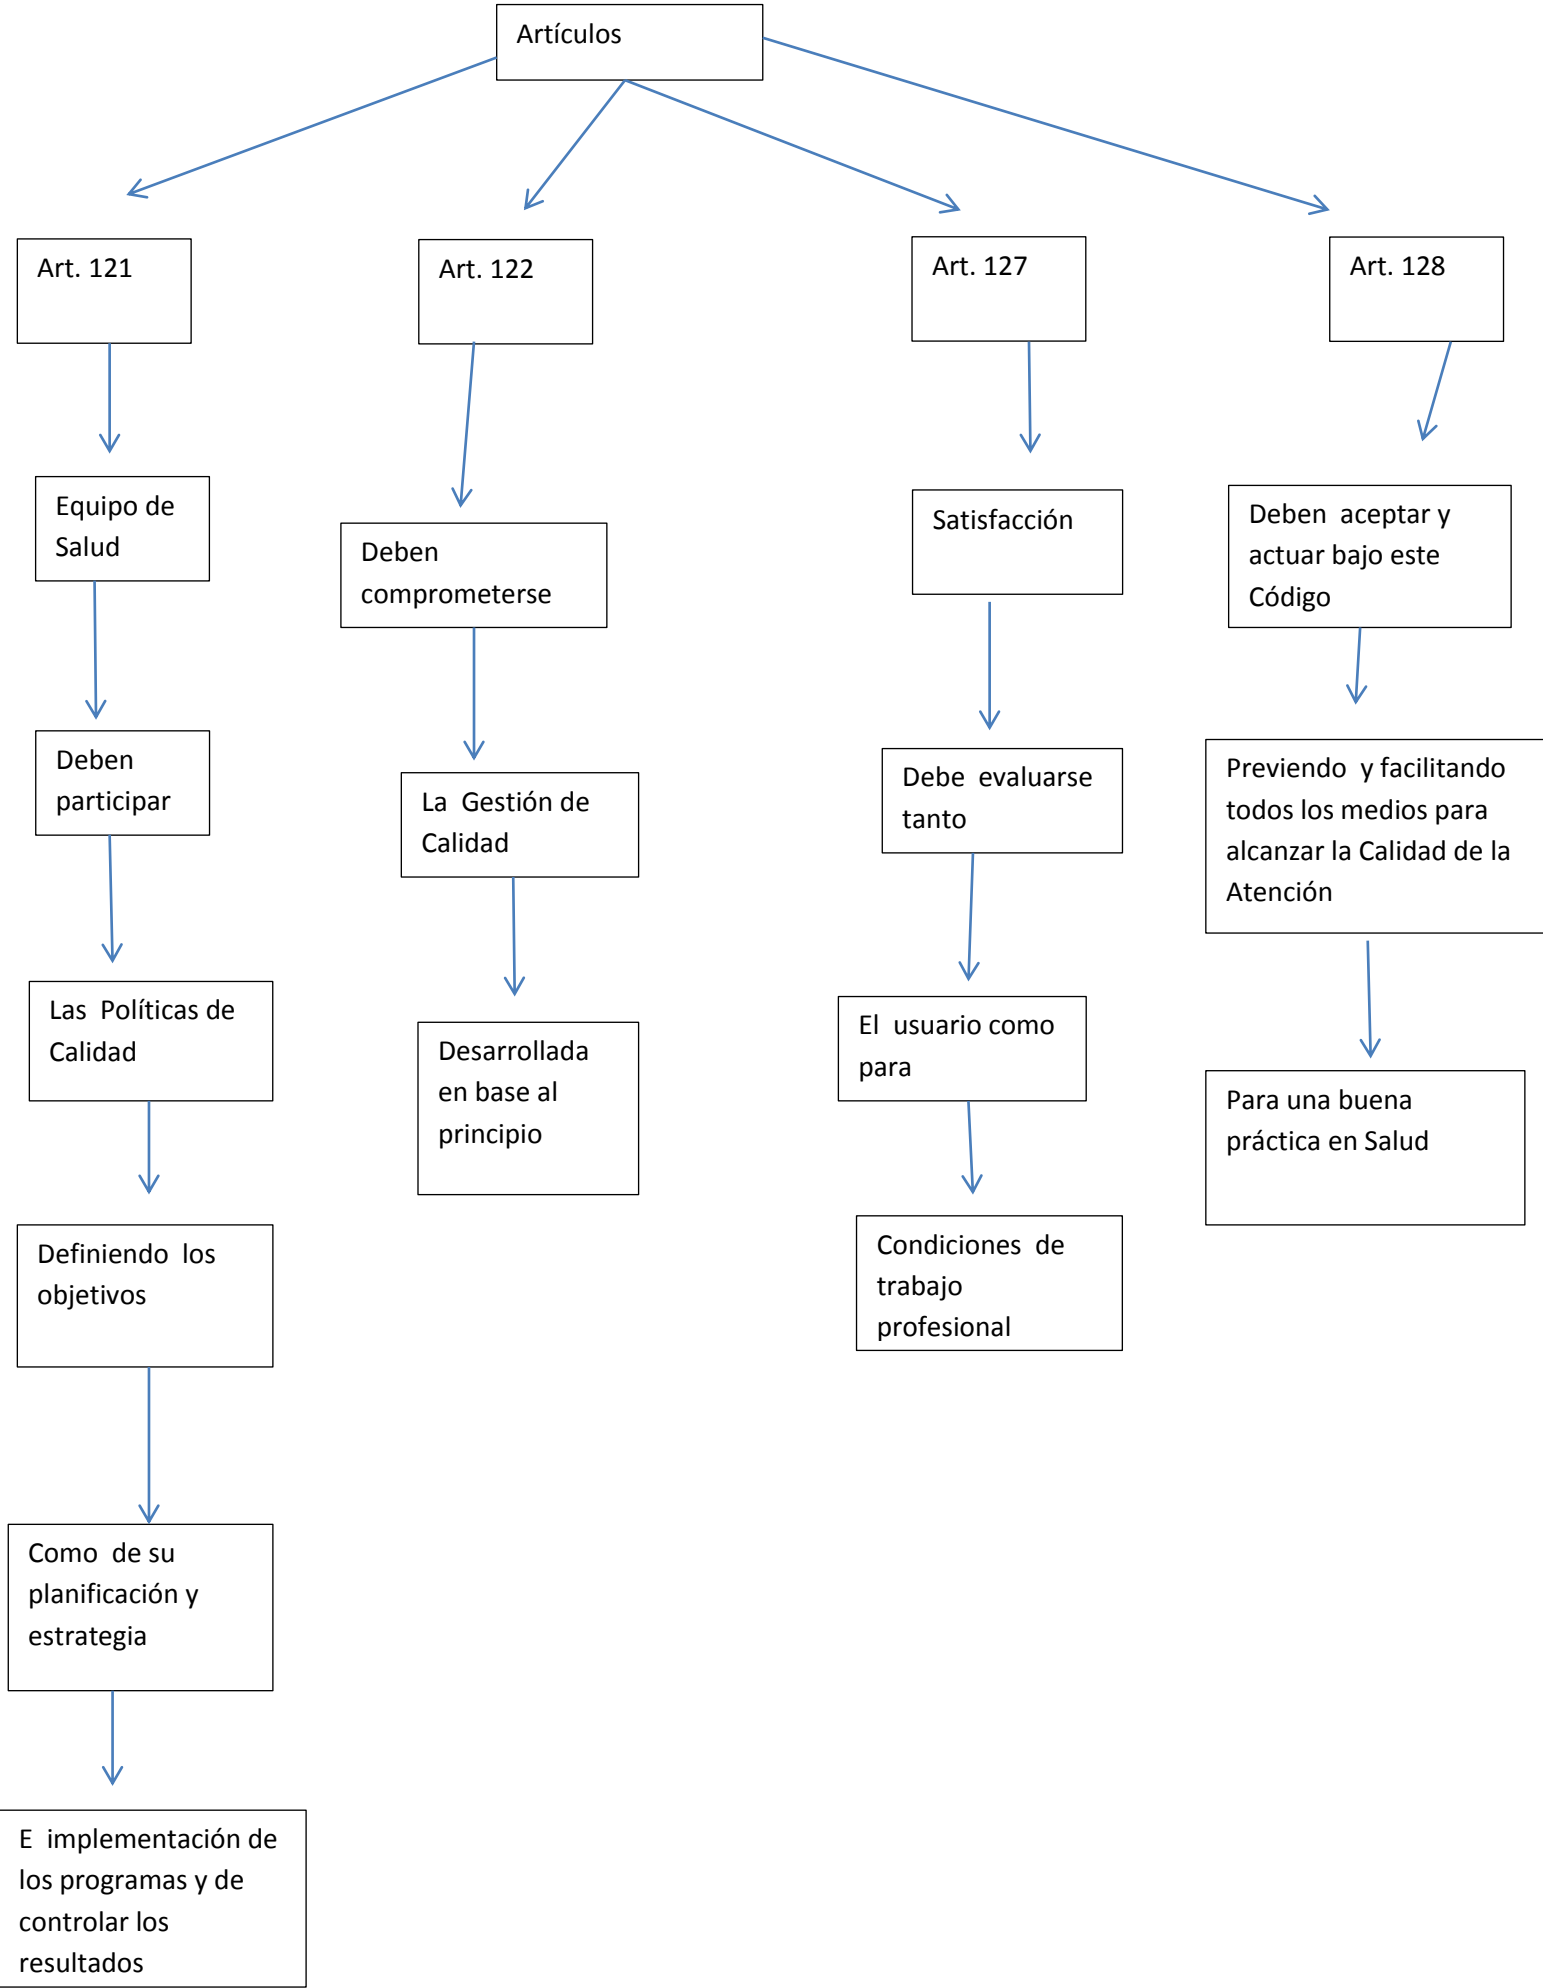 Artículos
Art. 121
Art. 122
Art. 127
Art. 128
Equipo de
Salud
Deben
comprometerse
Satisfacción
Deben aceptar y
actuar bajo este
Código
Deben
participar
La Gestión de
Calidad
Debe evaluarse
tanto
Previendo y facilitando
todos los medios para
alcanzar la Calidad de la
Atención
Las Políticas de
Calidad
Desarrollada
en base al
principio
El usuario como
para
Para una buena
práctica en Salud
Definiendo los
objetivos
Condiciones de
trabajo
profesional
Como de su
planificación y
estrategia
E implementación de
los programas y de
controlar los
resultados